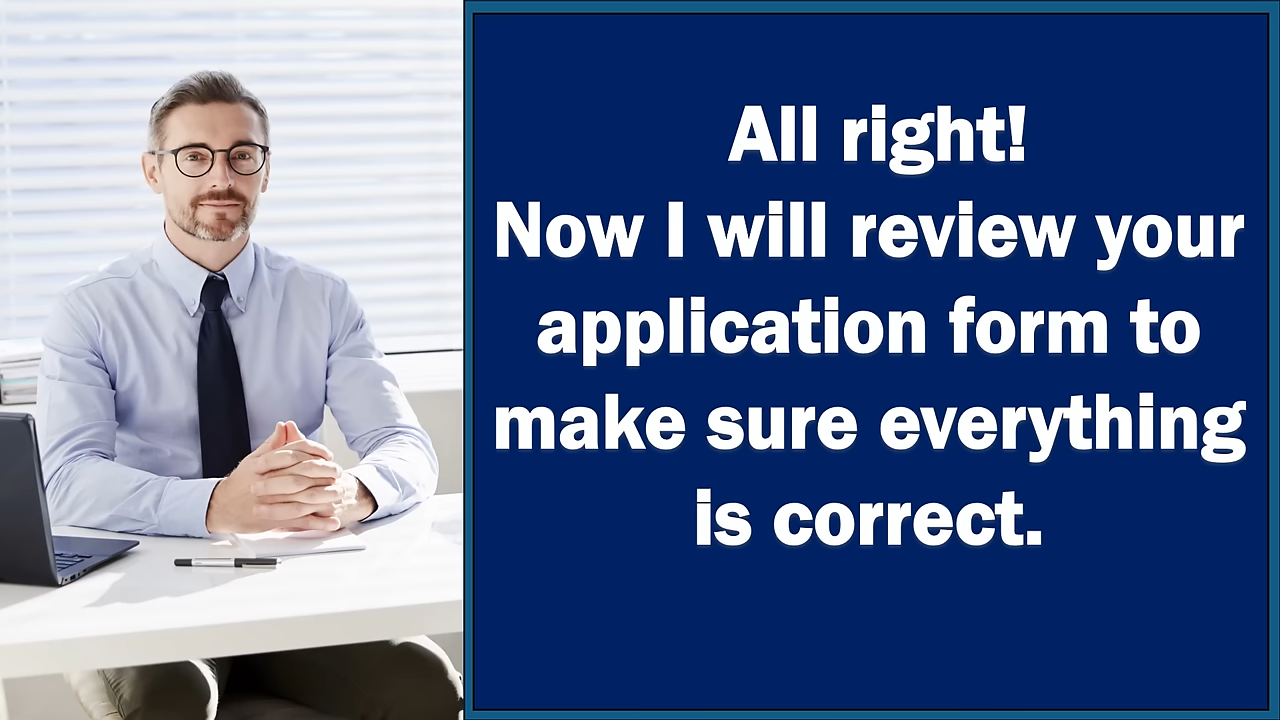 All right!
Now I will review your
application form to
make sure everything
is correct.